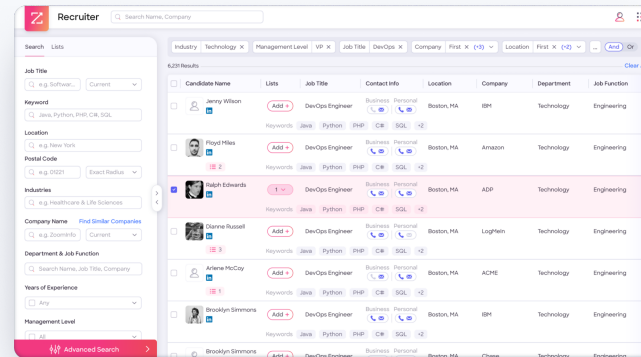 Recruiter
Search Name, Company
Search Lists
Industry Technology × Management Level VP × Job Title DevOps × Company First × (+3) Location First × (+2) ... And Or
6,231 Results
Clear
Job Title
e.g. Softwar... Current
Keyword
Java, Python, PHP, C#, SQL
Location
e.g. New York
Postal Code
e.g. 01221 Exact Radius
Industries
e.g. Healthcare & Life Sciences
Company Name Find Similar Companies
e.g. ZoomInfo Current
Department & Job Function
Search Name, Job Title, Company
Years of Experience
Any
Management Level
All
Advanced Search
Candidate Name Lists Job Title Contact Info Location Company Department Job Function
Jenny Wilson Add + DevOps Engineer Business Personal Boston, MA IBM Technology Engineering
Keywords Java Python PHP C# SQL +2
Floyd Miles Add + DevOps Engineer Business Personal Boston, MA Amazon Technology Engineering
2 Keywords Java Python PHP C# SQL +2
Ralph Edwards 1 DevOps Engineer Business Personal Boston, MA ADP Technology Engineering
Keywords Java Python PHP C# SQL +2
Dianne Russell Add + DevOps Engineer Business Personal Boston, MA LogMein Technology Engineering
3 Keywords Java Python PHP C# SQL +2
Arlene McCoy Add + DevOps Engineer Business Personal Boston, MA ACME Technology Engineering
1 Keywords Java Python PHP C# SQL +2
Brooklyn Simmons Add + DevOps Engineer Business Personal Boston, MA IBM Technology Engineering
Keywords Java Python PHP C# SQL +2
Brooklyn Simmons Add + DevOps Engineer Business Personal Boston, MA Chase Technology Engineering